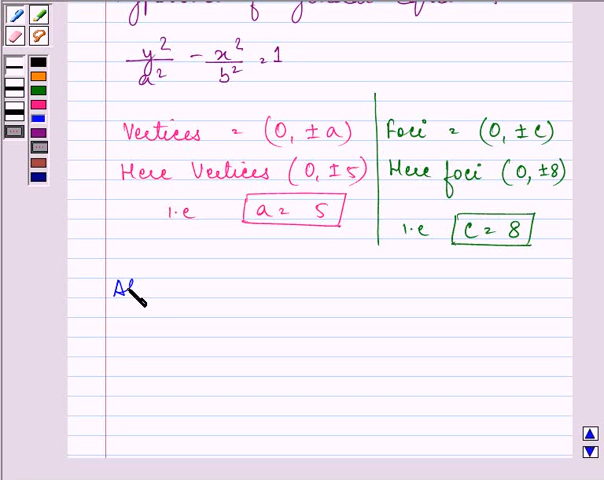 y²/a² - x²/b² = 1
Vertices = (0, ±a)
Here Vertices (0, ±5)
i.e a = 5
Foci = (0, ±c)
Here foci (0, ±8)
i.e c = 8